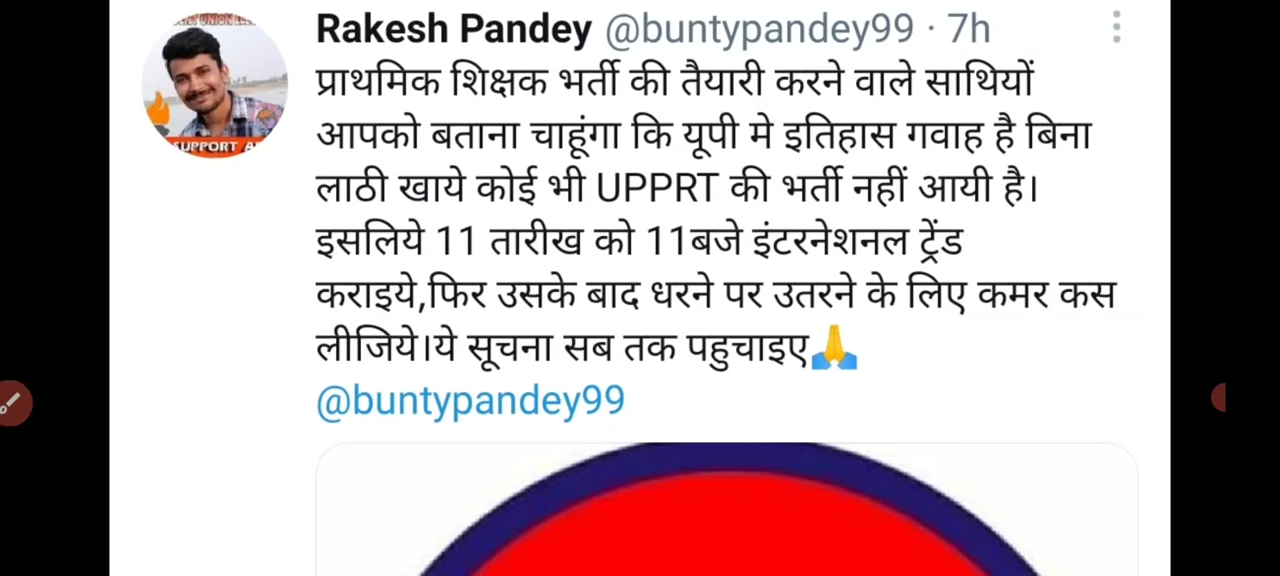 Rakesh Pandey @buntypandey99 · 7h
प्राथमिक शिक्षक भर्ती की तैयारी करने वाले साथियों
आपको बताना चाहूंगा कि यूपी मे इतिहास गवाह है बिना
लाठी खाये कोई भी UPPRT की भर्ती नहीं आयी है।
इसलिये 11 तारीख को 11बजे इंटरनेशनल ट्रेंड
कराइये,फिर उसके बाद धरने पर उतरने के लिए कमर कस
लीजिये।ये सूचना सब तक पहुचाइए🙏
@buntypandey99
SUPPORT